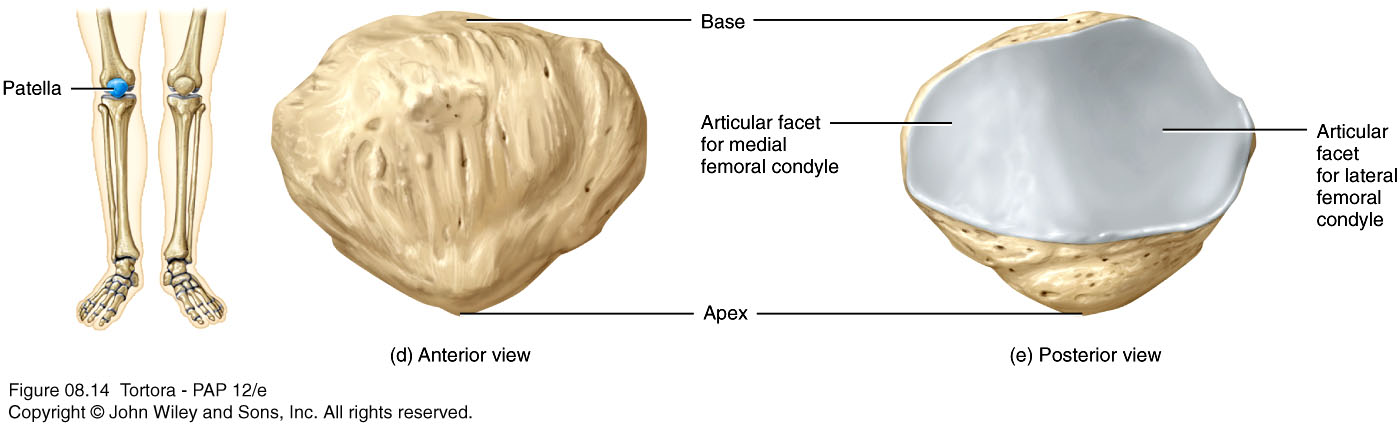 Patella
Base
Articular facet
for medial
femoral condyle
Articular
facet
for lateral
femoral
condyle
Apex
(d) Anterior view
(e) Posterior view
Figure 08.14 Tortora - PAP 12/e
Copyright © John Wiley and Sons, Inc. All rights reserved.